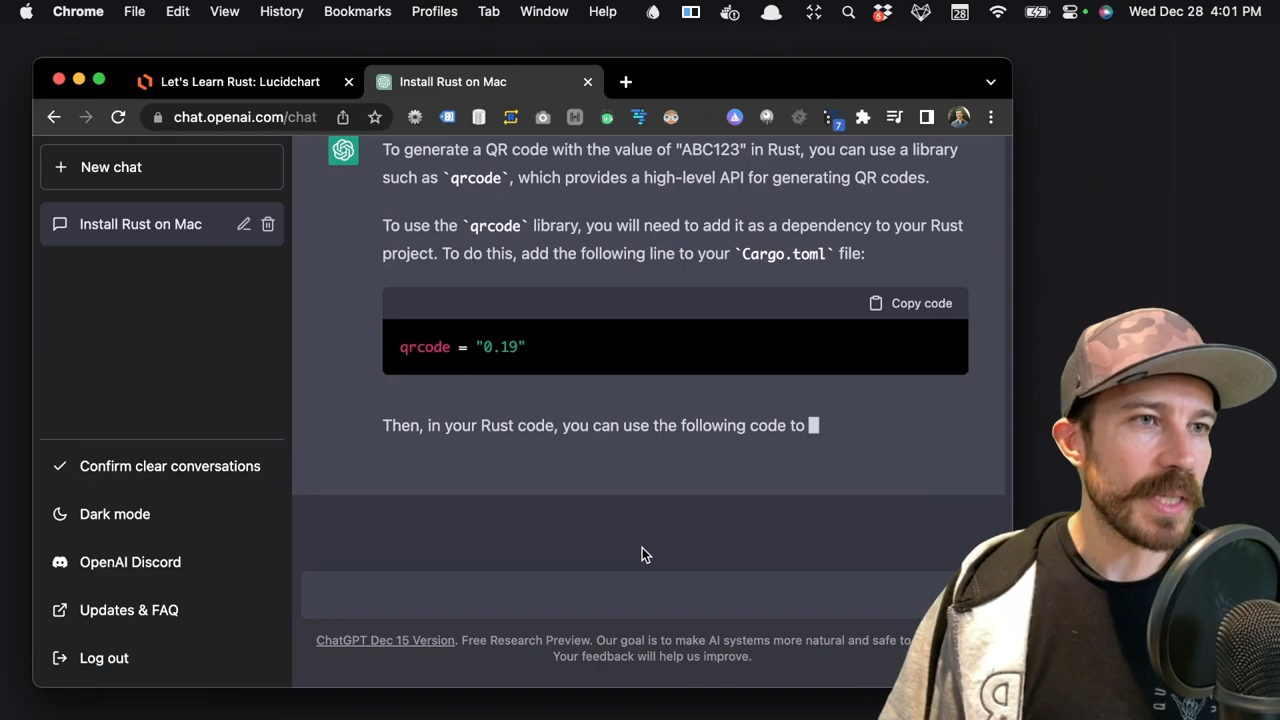 Chrome File Edit View History Bookmarks Profiles Tab Window Help 28 Wed Dec 28 4:01 PM
Let's Learn Rust: Lucidchart
Install Rust on Mac
chat.openai.com/chat
7
New chat
Install Rust on Mac
Confirm clear conversations
Dark mode
OpenAI Discord
Updates & FAQ
Log out
To generate a QR code with the value of "ABC123" in Rust, you can use a library
such as `qrcode`, which provides a high-level API for generating QR codes.
To use the `qrcode` library, you will need to add it as a dependency to your Rust
project. To do this, add the following line to your `Cargo.toml` file:
Copy code
qrcode = "0.19"
Then, in your Rust code, you can use the following code to
ChatGPT Dec 15 Version. Free Research Preview. Our goal is to make AI systems more natural and safe to
Your feedback will help us improve.